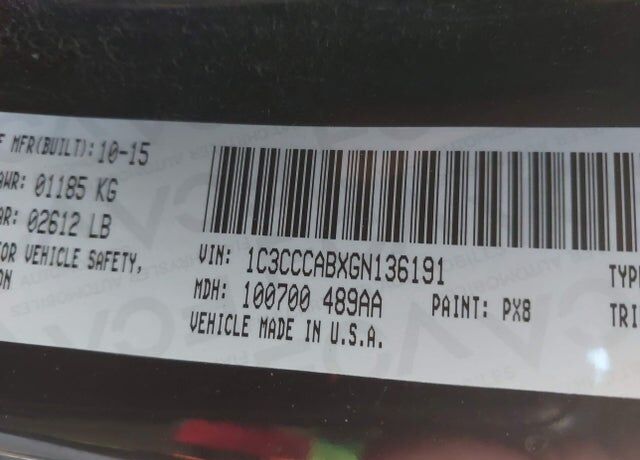 MFR(BUILT): 10-15
01185 KG
02612 LB
VEHICLE SAFETY,
VIN: 1C3CCCABXGN136191
MDH: 100700 489AA PAINT: PX8
VEHICLE MADE IN U.S.A.